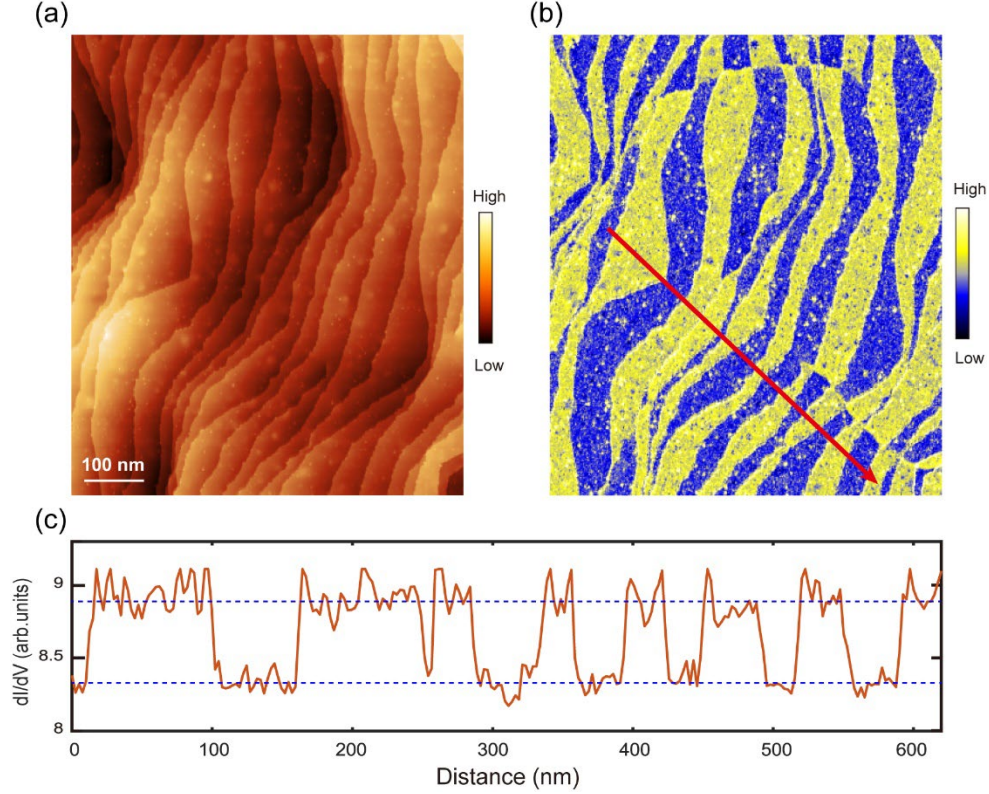 (a)
(b)
High
Low
100 nm
High
Low
(c)
dI/dV (arb.units)
9
8.5
8
0 100 200 300 400 500 600
Distance (nm)